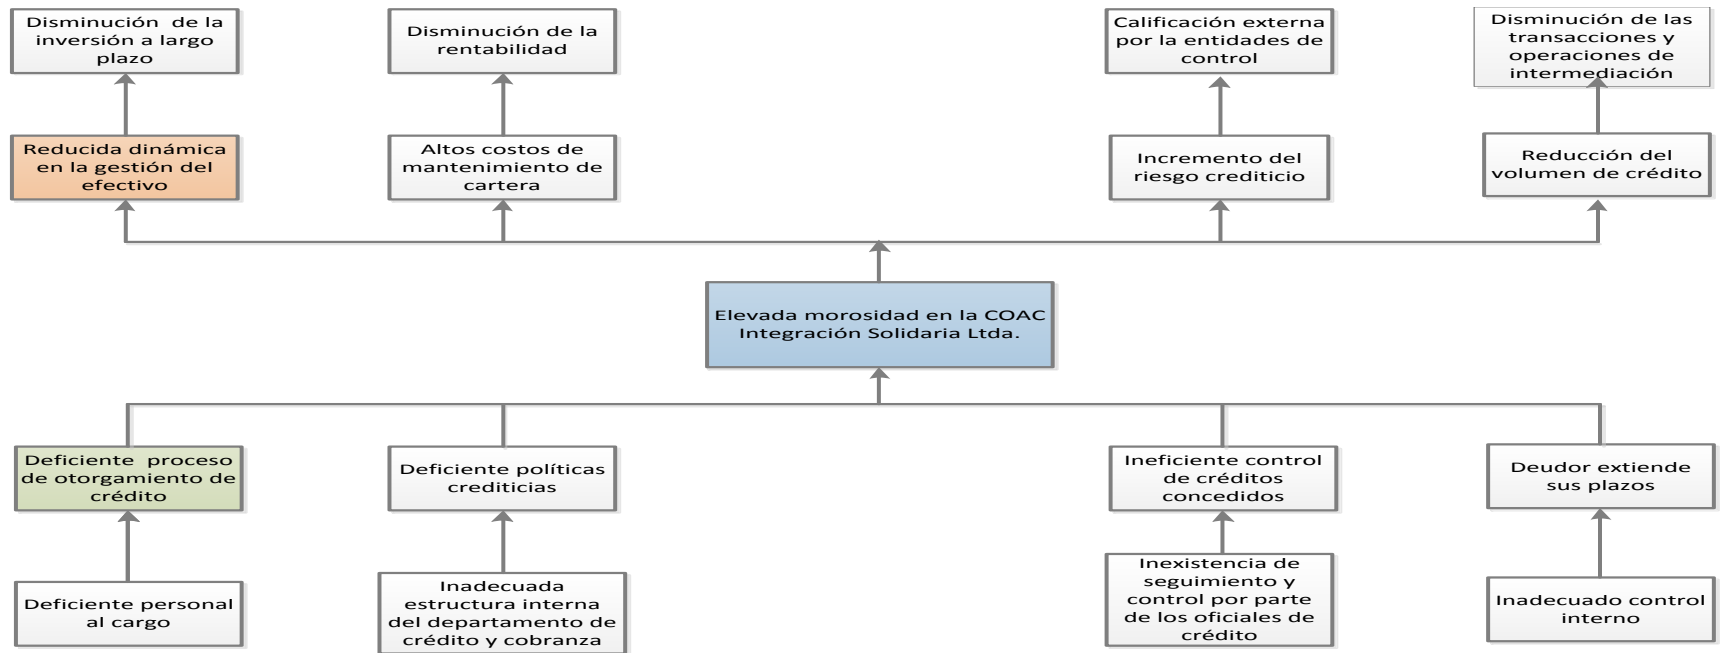 Disminución de la
inversión a largo
plazo
Disminución de la
rentabilidad
Calificación externa
por la entidades de
control
Disminución de las
transacciones y
operaciones de
intermediación
Reducida dinámica
en la gestión del
efectivo
Altos costos de
mantenimiento de
cartera
Incremento del
riesgo crediticio
Reducción del
volumen de crédito
Elevada morosidad en la COAC
Integración Solidaria Ltda.
Deficiente proceso
de otorgamiento de
crédito
Deficiente políticas
crediticias
Ineficiente control
de créditos
concedidos
Deudor extiende
sus plazos
Deficiente personal
al cargo
Inadecuada
estructura interna
del departamento de
crédito y cobranza
Inexistencia de
seguimiento y
control por parte
de los oficiales de
crédito
Inadecuado control
interno